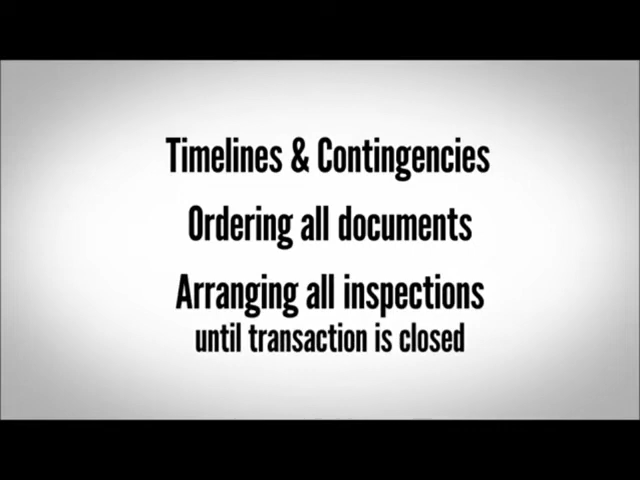 Timelines & Contingencies
Ordering all documents
Arranging all inspections
until transaction is closed